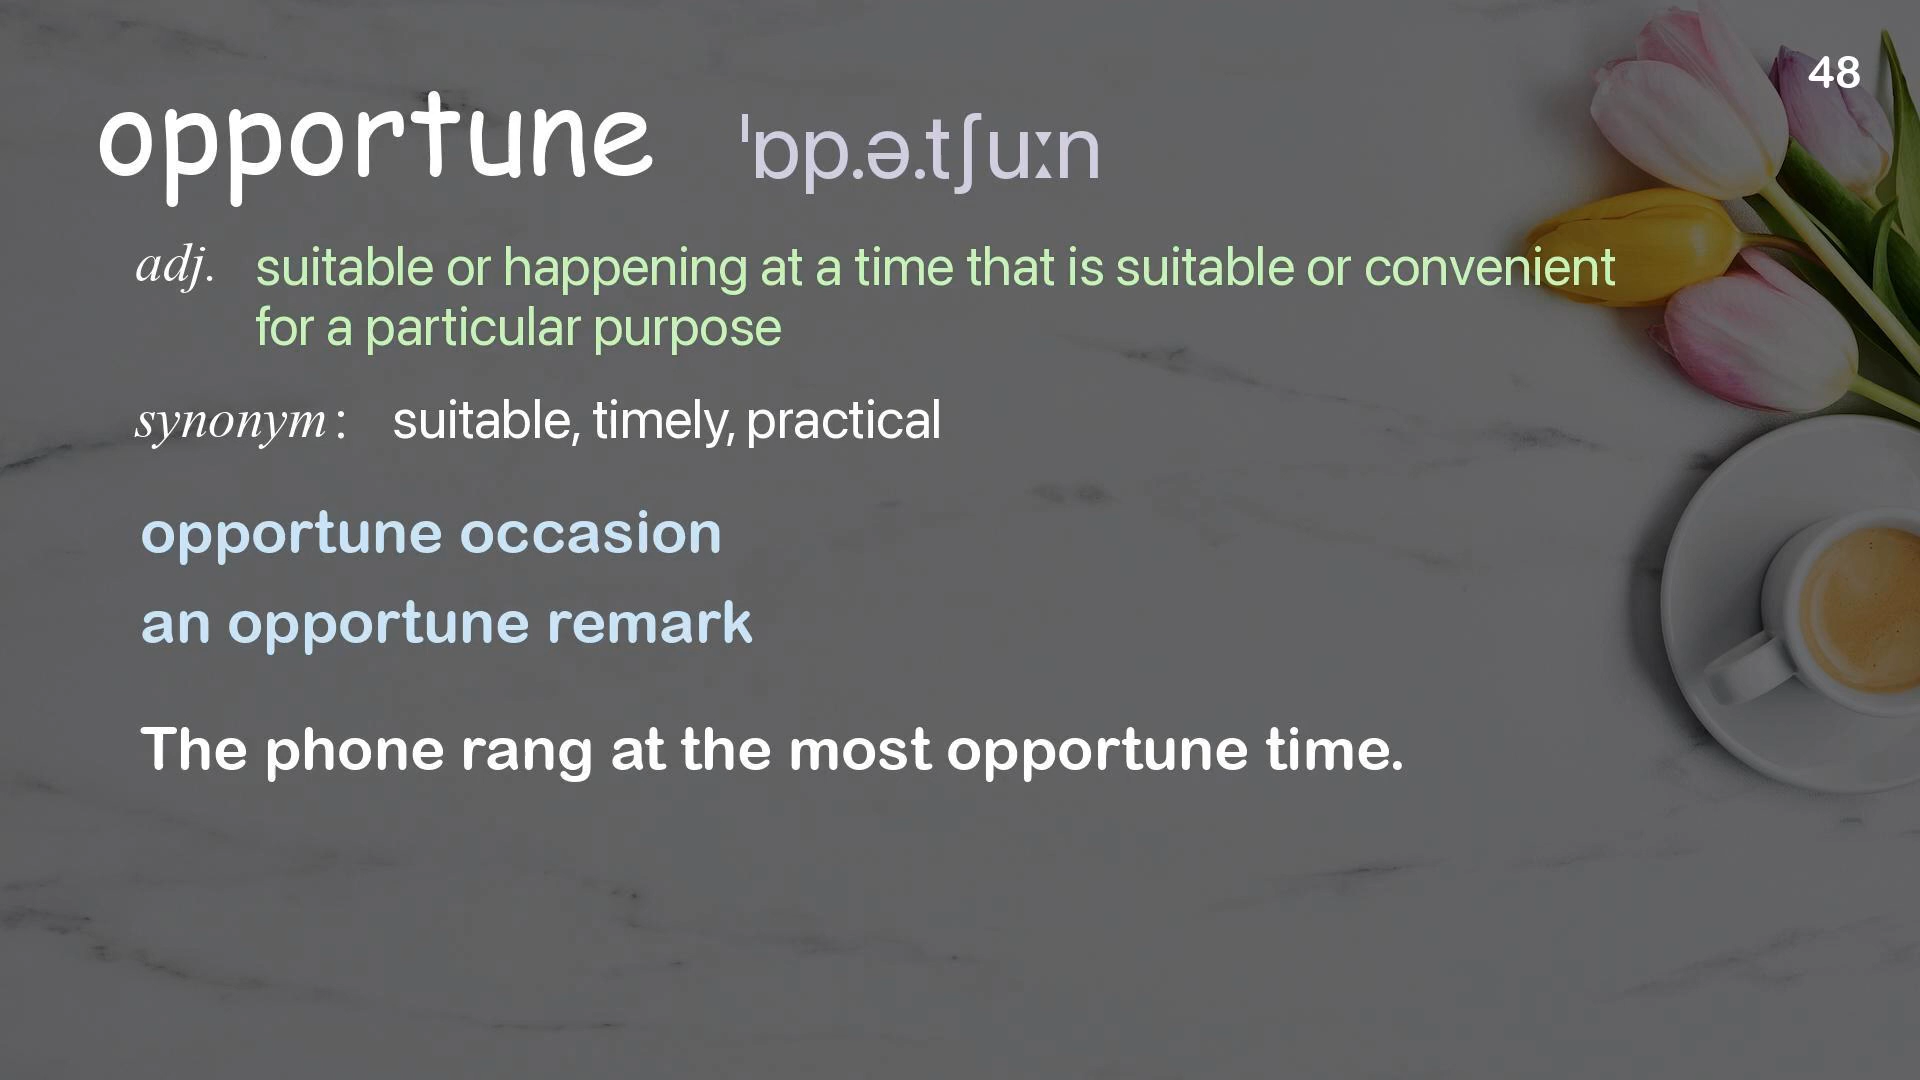 48
opportune ˈɒp.ə.tʃuːn
adj. suitable or happening at a time that is suitable or convenient
for a particular purpose
synonym: suitable, timely, practical
opportune occasion
an opportune remark
The phone rang at the most opportune time.